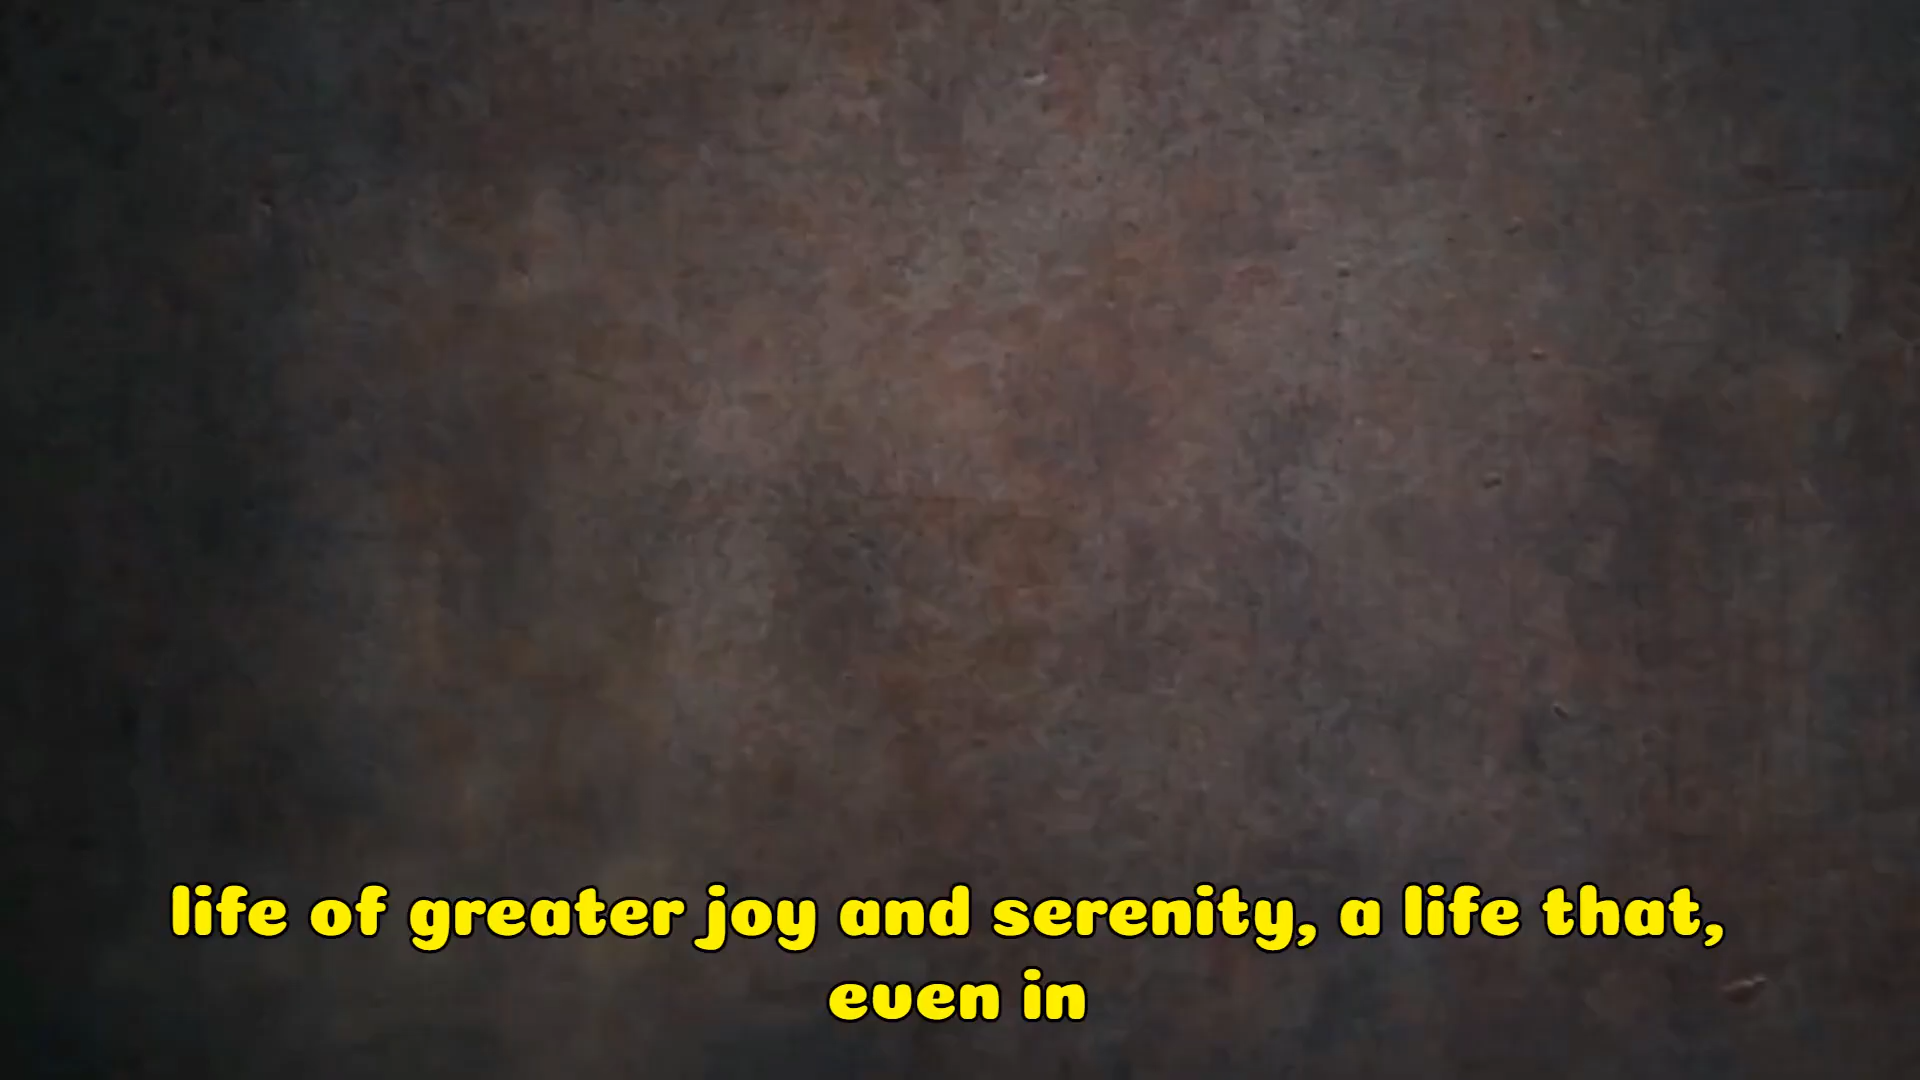 life of greater joy and serenity, a life that,
even in